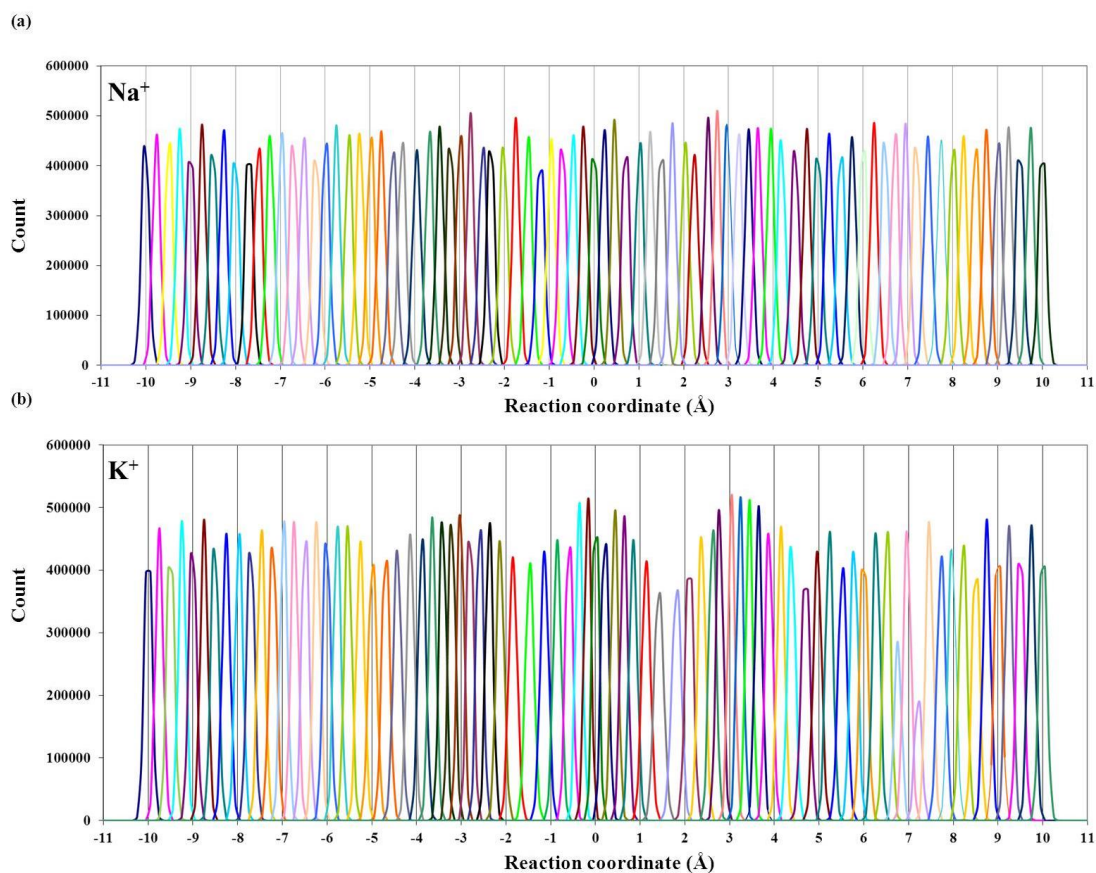 (a)
600000
Na⁺
500000
400000
300000
Count
200000
100000
0
-11 -10 -9 -8 -7 -6 -5 -4 -3 -2 -1 0 1 2 3 4 5 6 7 8 9 10 11
Reaction coordinate (Å)
(b)
600000
K⁺
500000
400000
300000
Count
200000
100000
0
-11 -10 -9 -8 -7 -6 -5 -4 -3 -2 -1 0 1 2 3 4 5 6 7 8 9 10 11
Reaction coordinate (Å)